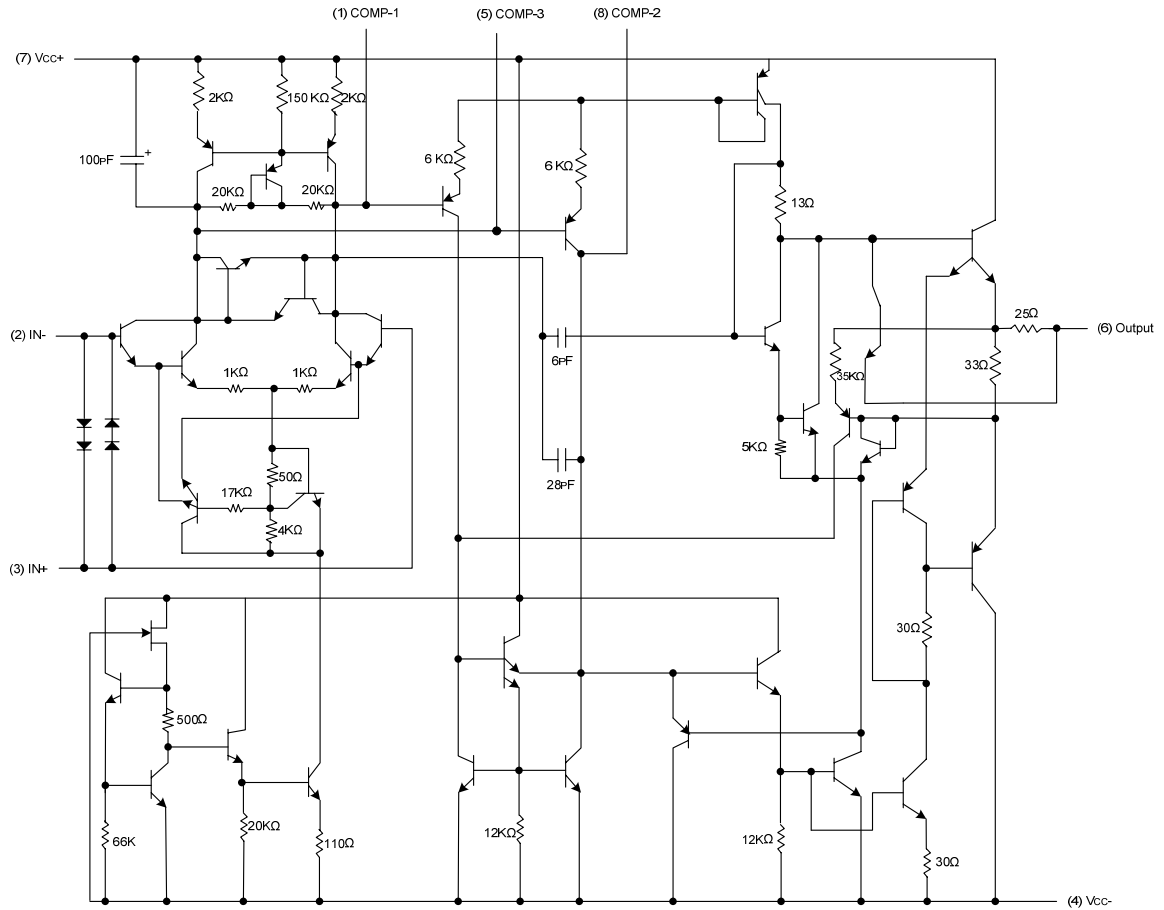 (1) COMP-1
(5) COMP-3
(8) COMP-2
(7) VCC+
2KΩ
150 KΩ
2KΩ
100PF
+
6 KΩ
6 KΩ
20KΩ
20KΩ
13Ω
(2) IN-
25Ω
(6) Output
6PF
35KΩ
33Ω
1KΩ
1KΩ
5KΩ
50Ω
28PF
17KΩ
4KΩ
(3) IN+
30Ω
500Ω
20KΩ
12KΩ
12KΩ
66K
110Ω
30Ω
(4) VCC-